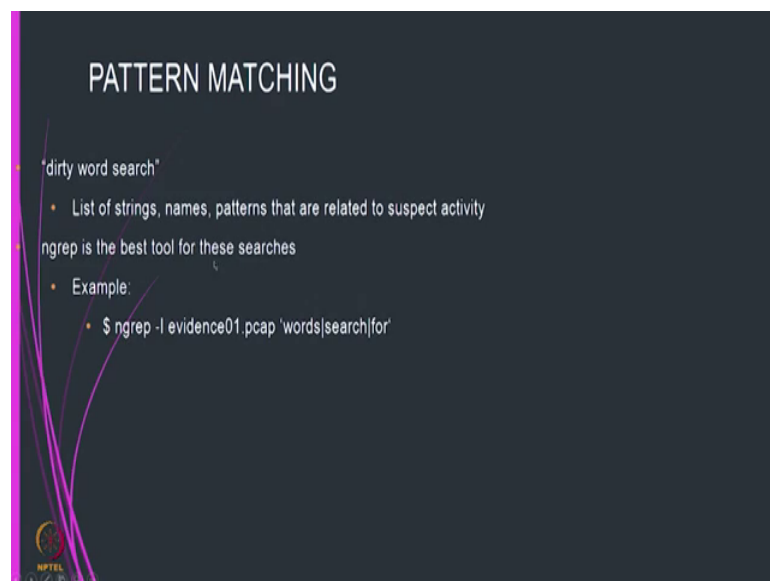 PATTERN MATCHING
"dirty word search"
List of strings, names, patterns that are related to suspect activity
ngrep is the best tool for these searches
Example:
$ ngrep -I evidence01.pcap 'words|search|for'
NPTEL